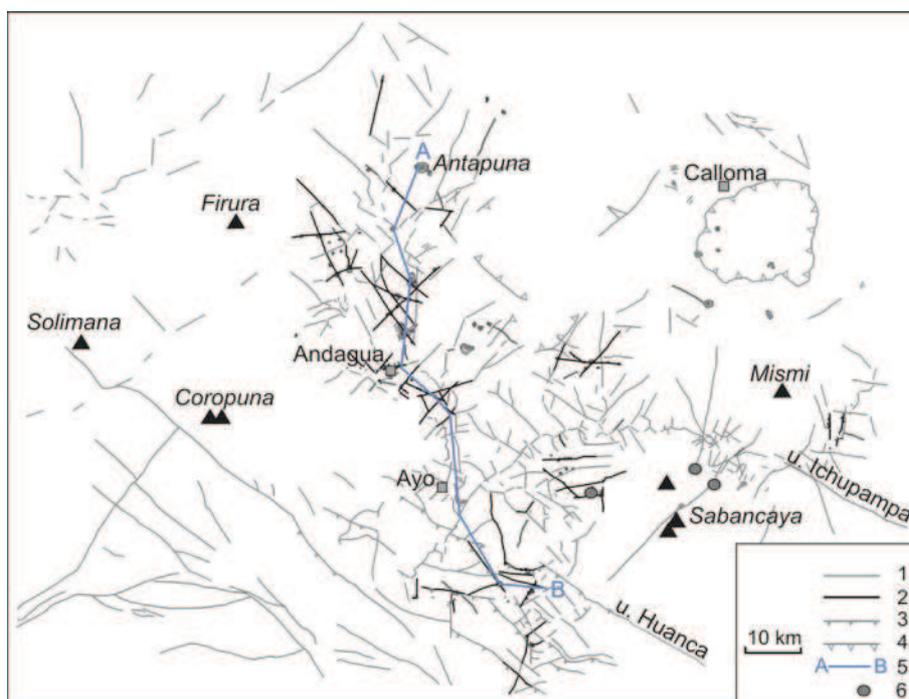 A
Antapuna
Calloma
Firura
Solimana
Andagua
Mismi
Coropuna
Ayo
u. Ichupampa
Sabancaya
B
u. Huanca
1
2
3
10 km
4
A B 5
6